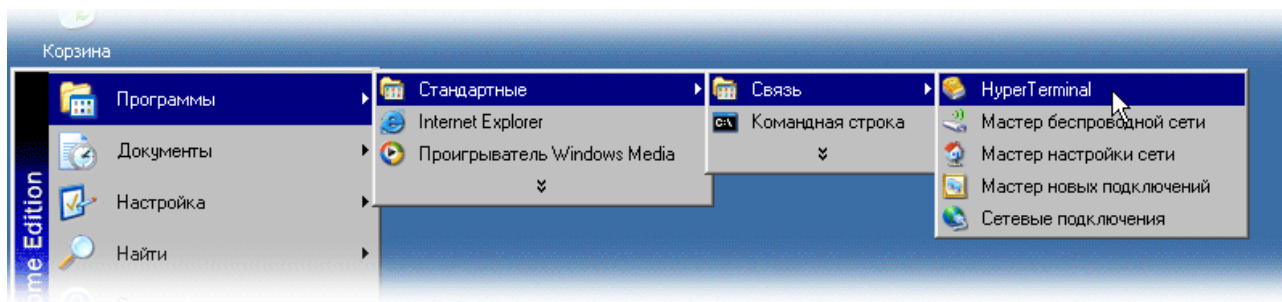 Корзина
Программы
Документы
Настройка
Найти
me Edition
Стандартные
Internet Explorer
Проигрыватель Windows Media
Связь
Командная строка
HyperTerminal
Мастер беспроводной сети
Мастер настройки сети
Мастер новых подключений
Сетевые подключения